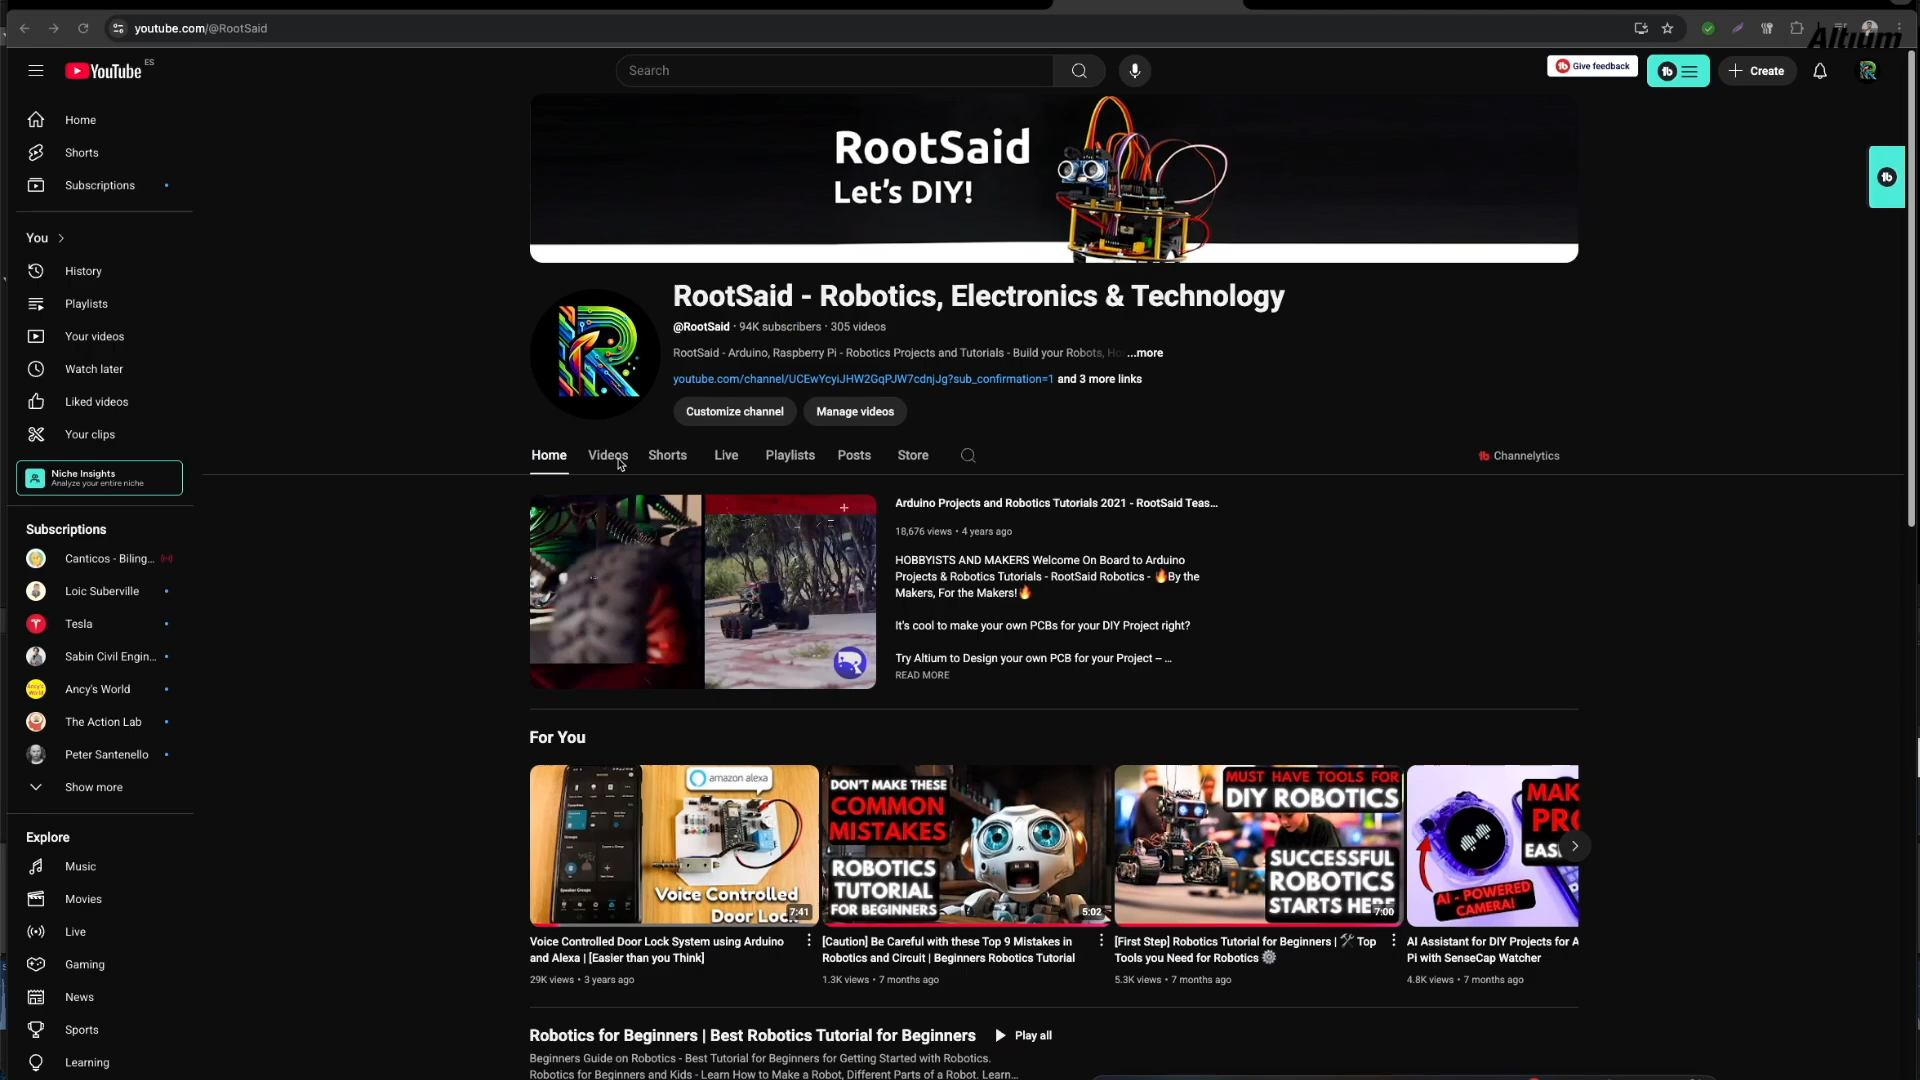 youtube.com/@RootSaid
Altium
YouTube
ES
Search
Give feedback
Create
Home
Shorts
Subscriptions
You
History
Playlists
Your videos
Watch later
Liked videos
Your clips
Niche Insights
Analyze your entire niche
Subscriptions
Canticos - Biling...
Loic Suberville
Tesla
Sabin Civil Engin...
Ancy's World
The Action Lab
Peter Santenello
Show more
Explore
Music
Movies
Live
Gaming
News
Sports
Learning
RootSaid
Let's DIY!
RootSaid - Robotics, Electronics & Technology
@RootSaid · 94K subscribers · 305 videos
RootSaid - Arduino, Raspberry Pi - Robotics Projects and Tutorials - Build your Robots, Ho ...more
youtube.com/channel/UCEwYcyiJHW2GqPJW7cdnjJg?sub_confirmation=1 and 3 more links
Customize channel
Manage videos
Home
Videos
Shorts
Live
Playlists
Posts
Store
Channelytics
Arduino Projects and Robotics Tutorials 2021 - RootSaid Teas...
18,676 views • 4 years ago
HOBBYISTS AND MAKERS Welcome On Board to Arduino
Projects & Robotics Tutorials - RootSaid Robotics - 🔥By the
Makers, For the Makers!🔥
It's cool to make your own PCBs for your DIY Project right?
Try Altium to Design your own PCB for your Project – ...
READ MORE
For You
amazon alexa
Voice Controlled
Door Lock
7:41
DON'T MAKE THESE
COMMON
MISTAKES
ROBOTICS
TUTORIAL
FOR BEGINNERS
5:02
MUST HAVE TOOLS FOR
DIY ROBOTICS
SUCCESSFUL
ROBOTICS
STARTS HERE
7:00
MAK
PRO
EASI
AI - POWERED
CAMERA!
Voice Controlled Door Lock System using Arduino
and Alexa | [Easier than you Think]
29K views • 3 years ago
[Caution] Be Careful with these Top 9 Mistakes in
Robotics and Circuit | Beginners Robotics Tutorial
1.3K views • 7 months ago
[First Step] Robotics Tutorial for Beginners | 🛠️ Top
Tools you Need for Robotics ⚙️
5.3K views • 7 months ago
AI Assistant for DIY Projects for A
Pi with SenseCap Watcher
4.8K views • 7 months ago
Robotics for Beginners | Best Robotics Tutorial for Beginners
Play all
Beginners Guide on Robotics - Best Tutorial for Beginners for Getting Started with Robotics.
Robotics for Beginners and Kids - Learn How to Make a Robot, Different Parts of a Robot. Learn...